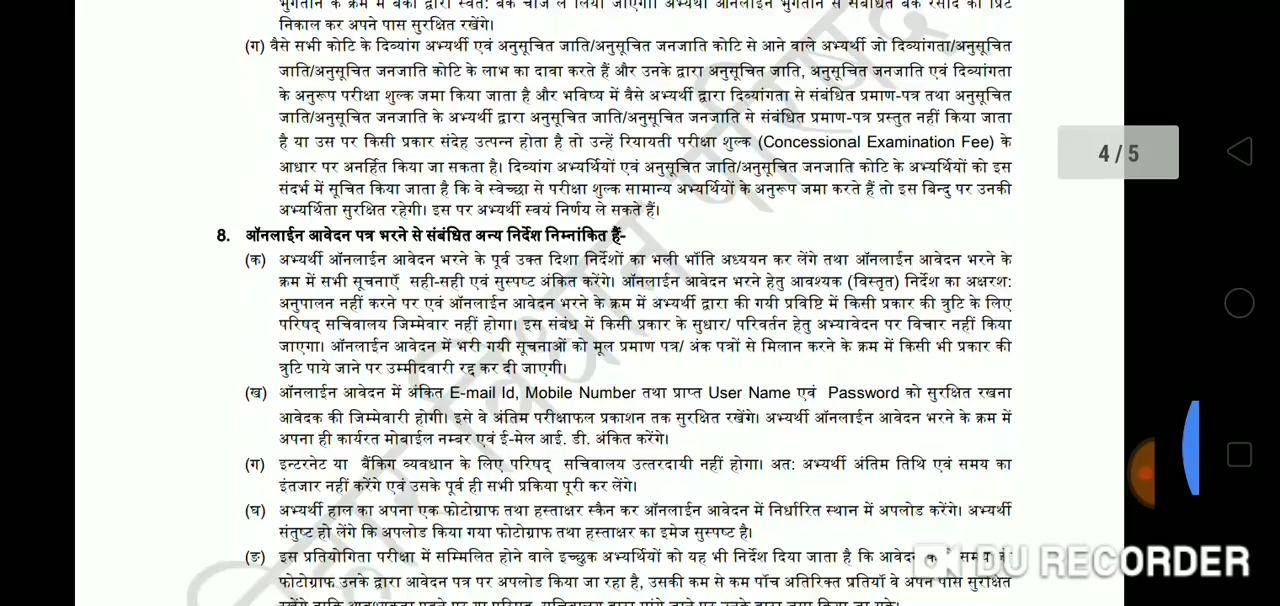 भुगतान के क्रम में बैंकों द्वारा स्वत: बैंक चार्ज ले लिया जाएगा। अभ्यर्थी ऑनलाईन भुगतान से संबंधित बैंक रसीद का प्रिंट
निकाल कर अपने पास सुरक्षित रखेंगे।
(ग) वैसे सभी कोटि के दिव्यांग अभ्यर्थी एवं अनुसूचित जाति/अनुसूचित जनजाति कोटि से आने वाले अभ्यर्थी जो दिव्यांगता/अनुसूचित
जाति/अनुसूचित जनजाति कोटि के लाभ का दावा करते हैं और उनके द्वारा अनुसूचित जाति, अनुसूचित जनजाति एवं दिव्यांगता
के अनुरूप परीक्षा शुल्क जमा किया जाता है और भविष्य में वैसे अभ्यर्थी द्वारा दिव्यांगता से संबंधित प्रमाण-पत्र तथा अनुसूचित
जाति/अनुसूचित जनजाति के अभ्यर्थी द्वारा अनुसूचित जाति/अनुसूचित जनजाति से संबंधित प्रमाण-पत्र प्रस्तुत नहीं किया जाता
है या उस पर किसी प्रकार संदेह उत्पन्न होता है तो उन्हें रियायती परीक्षा शुल्क (Concessional Examination Fee) के
आधार पर अनर्हित किया जा सकता है। दिव्यांग अभ्यर्थियों एवं अनुसूचित जाति/अनुसूचित जनजाति कोटि के अभ्यर्थियों को इस
संदर्भ में सूचित किया जाता है कि वे स्वेच्छा से परीक्षा शुल्क सामान्य अभ्यर्थियों के अनुरूप जमा करते हैं तो इस बिन्दु पर उनकी
अभ्यर्थिता सुरक्षित रहेगी। इस पर अभ्यर्थी स्वयं निर्णय ले सकते हैं।
8. ऑनलाईन आवेदन पत्र भरने से संबंधित अन्य निर्देश निम्नांकित हैं-
(क) अभ्यर्थी ऑनलाईन आवेदन भरने के पूर्व उक्त दिशा निर्देशों का भली भाँति अध्ययन कर लेंगे तथा ऑनलाईन आवेदन भरने के
क्रम में सभी सूचनाएँ सही-सही एवं सुस्पष्ट अंकित करेंगे। ऑनलाईन आवेदन भरने हेतु आवश्यक (विस्तृत) निर्देश का अक्षरश:
अनुपालन नहीं करने पर एवं ऑनलाईन आवेदन भरने के क्रम में अभ्यर्थी द्वारा की गयी प्रविष्टि में किसी प्रकार की त्रुटि के लिए
परिषद् सचिवालय जिम्मेवार नहीं होगा। इस संबंध में किसी प्रकार के सुधार/ परिवर्तन हेतु अभ्यावेदन पर विचार नहीं किया
जाएगा। ऑनलाईन आवेदन में भरी गयी सूचनाओं को मूल प्रमाण पत्र/ अंक पत्रों से मिलान करने के क्रम में किसी भी प्रकार की
त्रुटि पाये जाने पर उम्मीदवारी रद्द कर दी जाएगी।
(ख) ऑनलाईन आवेदन में अंकित E-mail Id, Mobile Number तथा प्राप्त User Name एवं Password को सुरक्षित रखना
आवेदक की जिम्मेवारी होगी। इसे वे अंतिम परीक्षाफल प्रकाशन तक सुरक्षित रखेंगे। अभ्यर्थी ऑनलाईन आवेदन भरने के क्रम में
अपना ही कार्यरत मोबाईल नम्बर एवं ई-मेल आई. डी. अंकित करेंगे।
(ग) इन्टरनेट या बैंकिग व्यवधान के लिए परिषद् सचिवालय उत्तरदायी नहीं होगा। अत: अभ्यर्थी अंतिम तिथि एवं समय का
इंतजार नहीं करेंगे एवं उसके पूर्व ही सभी प्रकिया पूरी कर लेंगे।
(घ) अभ्यर्थी हाल का अपना एक फोटोग्राफ तथा हस्ताक्षर स्कैन कर ऑनलाईन आवेदन में निर्धारित स्थान में अपलोड करेंगे। अभ्यर्थी
संतुष्ट हो लेंगे कि अपलोड किया गया फोटोग्राफ तथा हस्ताक्षर का इमेज सुस्पष्ट है।
(ङ) इस प्रतियोगिता परीक्षा में सम्मिलित होने वाले इच्छुक अभ्यर्थियों को यह भी निर्देश दिया जाता है कि आवेदन के समय जो
फोटोग्राफ उनके द्वारा आवेदन पत्र पर अपलोड किया जा रहा है, उसकी कम से कम पाँच अतिरिक्त प्रतियाँ वे अपने पास सुरक्षित
4 / 5
DU RECORDER
विधान परिषद